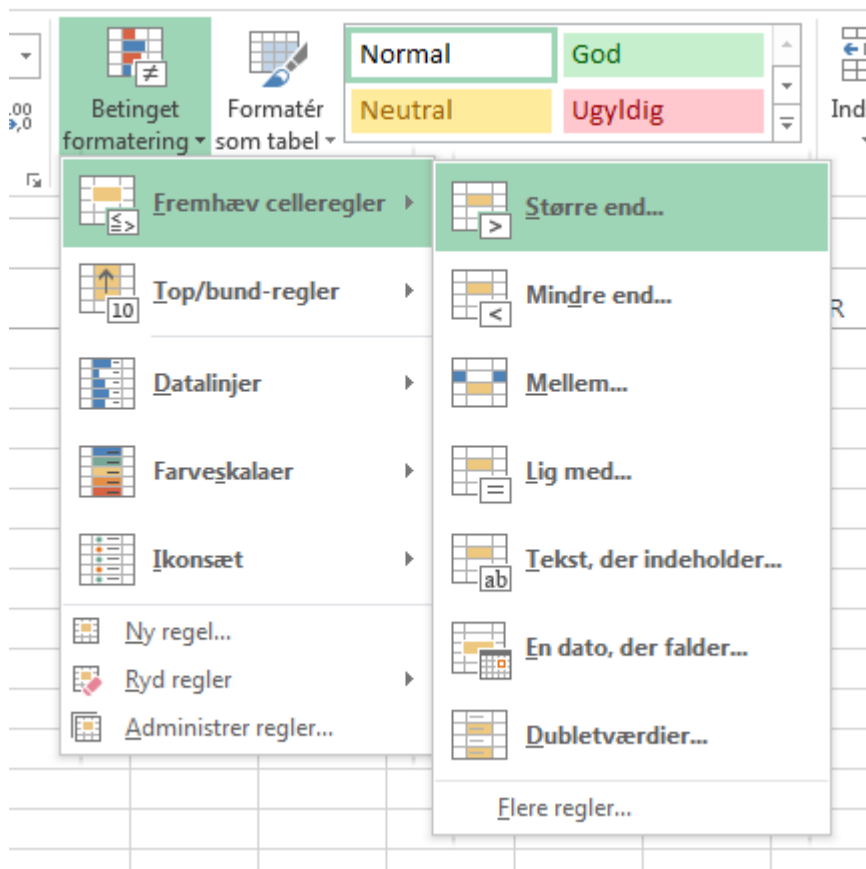 Normal
God
Neutral
Ugyldig
,00
,0
Betinget
formatering
Formatér
som tabel
Ind
Fremhæv celleregler
Top/bund-regler
10
Datalinjer
Farveskalaer
Ikonsæt
Ny regel...
Ryd regler
Administrer regler...
Større end...
Mindre end...
Mellem...
Lig med...
Tekst, der indeholder...
ab
En dato, der falder...
Dubletværdier...
Flere regler...
R